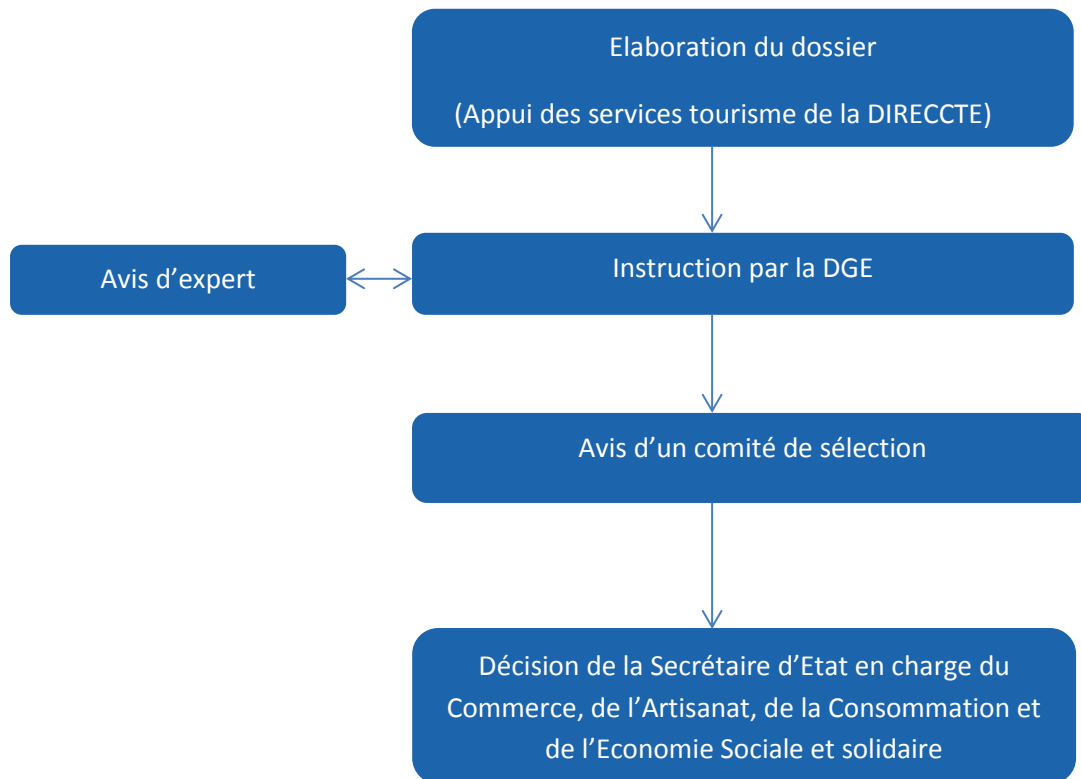 Elaboration du dossier
(Appui des services tourisme de la DIRECCTE)
Avis d’expert
Instruction par la DGE
Avis d’un comité de sélection
Décision de la Secrétaire d’Etat en charge du
Commerce, de l’Artisanat, de la Consommation et
de l’Economie Sociale et solidaire